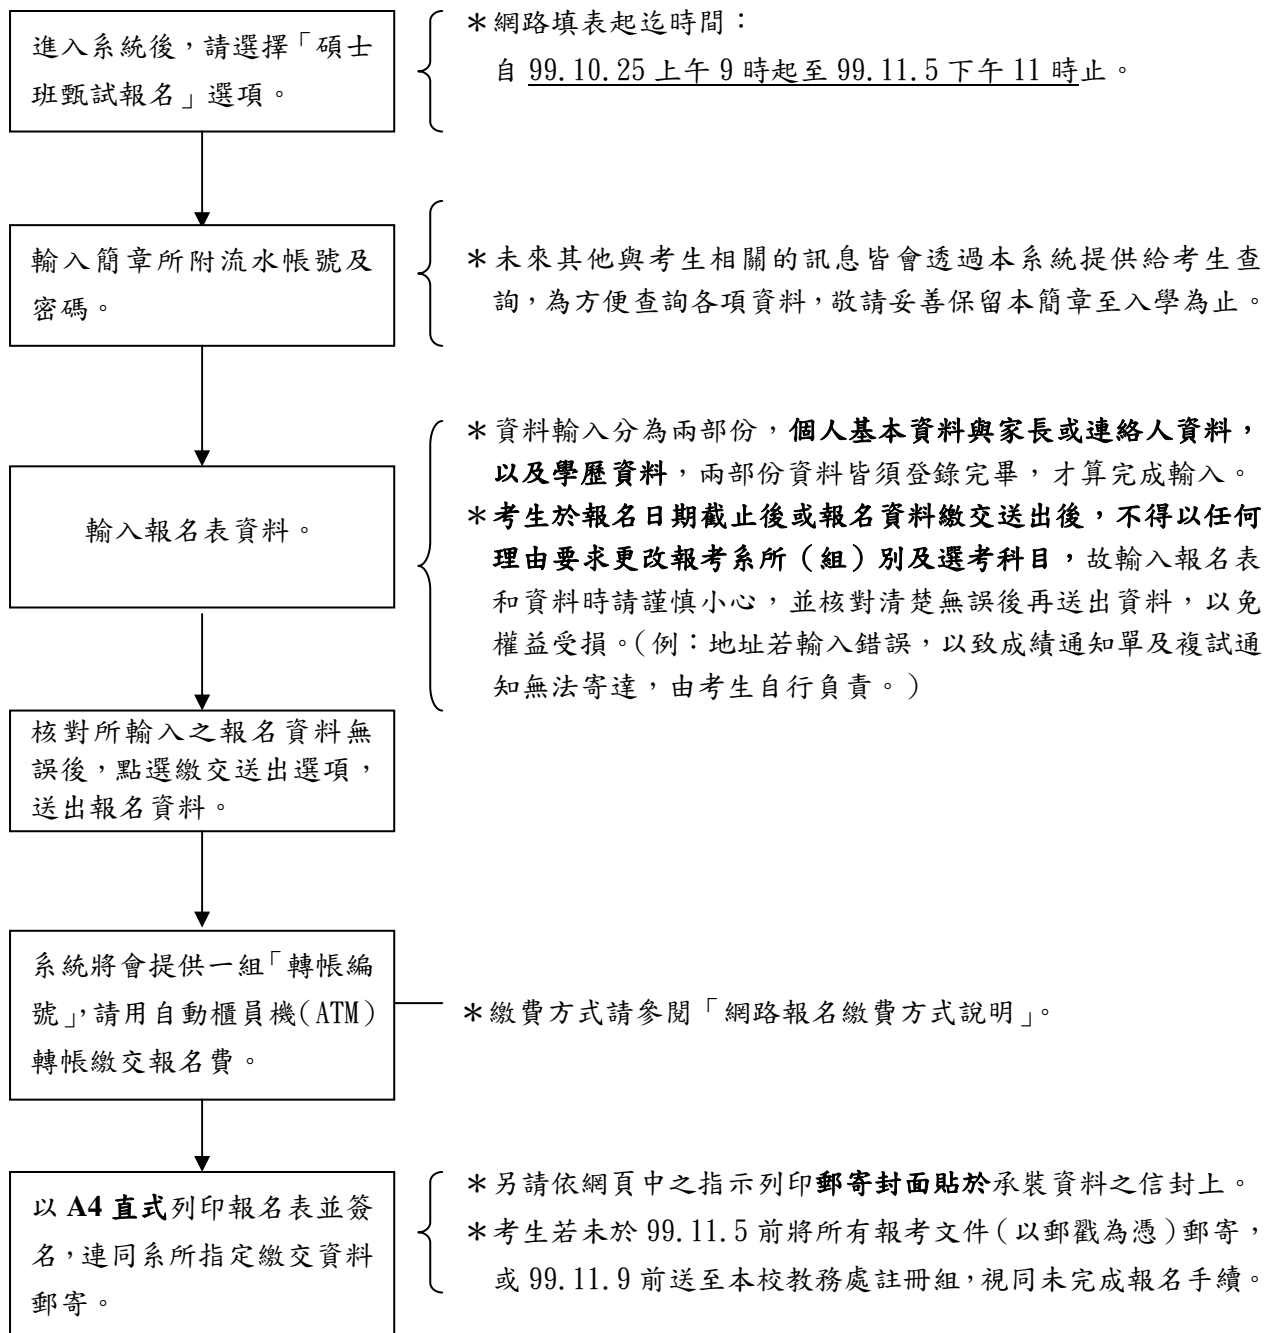 進入系統後，請選擇「碩士
班甄試報名」選項。
＊網路填表起迄時間：
自 99.10.25 上午 9 時起至 99.11.5 下午 11 時止。
輸入簡章所附流水帳號及
密碼。
＊未來其他與考生相關的訊息皆會透過本系統提供給考生查
詢，為方便查詢各項資料，敬請妥善保留本簡章至入學為止。
輸入報名表資料。
＊資料輸入分為兩部份，個人基本資料與家長或連絡人資料，
以及學歷資料，兩部份資料皆須登錄完畢，才算完成輸入。
＊考生於報名日期截止後或報名資料繳交送出後，不得以任何
理由要求更改報考系所（組）別及選考科目，故輸入報名表
和資料時請謹慎小心，並核對清楚無誤後再送出資料，以免
權益受損。（例：地址若輸入錯誤，以致成績通知單及複試通
知無法寄達，由考生自行負責。）
核對所輸入之報名資料無
誤後，點選繳交送出選項，
送出報名資料。
系統將會提供一組「轉帳編
號」，請用自動櫃員機(ATM)
轉帳繳交報名費。
＊繳費方式請參閱「網路報名繳費方式說明」。
以 A4 直式列印報名表並簽
名，連同系所指定繳交資料
郵寄。
＊另請依網頁中之指示列印郵寄封面貼於承裝資料之信封上。
＊考生若未於 99.11.5 前將所有報考文件（以郵戳為憑）郵寄，
或 99.11.9 前送至本校教務處註冊組，視同未完成報名手續。